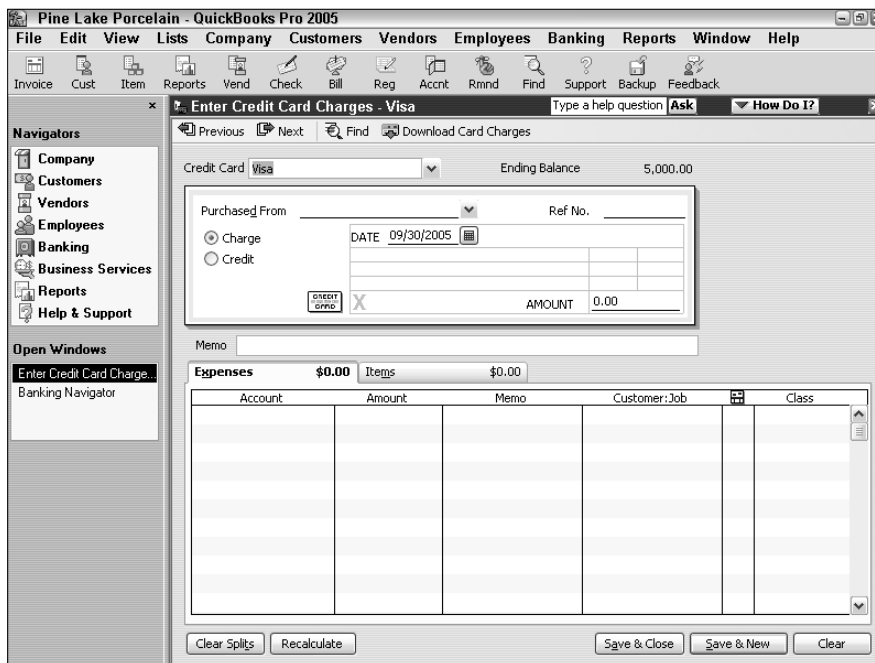 Pine Lake Porcelain - QuickBooks Pro 2005
File Edit View Lists Company Customers Vendors Employees Banking Reports Window Help
Invoice Cust Item Reports Vend Check Bill Reg Accnt Rmnd Find Support Backup Feedback
Enter Credit Card Charges - Visa
Type a help question Ask
How Do I?
Navigators
Company
Customers
Vendors
Employees
Banking
Business Services
Reports
Help & Support
Open Windows
Enter Credit Card Charge...
Banking Navigator
Previous Next Find Download Card Charges
Credit Card Visa
Ending Balance 5,000.00
Purchased From
Ref No.
Charge
Credit
DATE 09/30/2005
CREDIT CARD
X
AMOUNT 0.00
Memo
Expenses $0.00 Items $0.00
Account Amount Memo Customer:Job Class
Clear Splits Recalculate Save & Close Save & New Clear